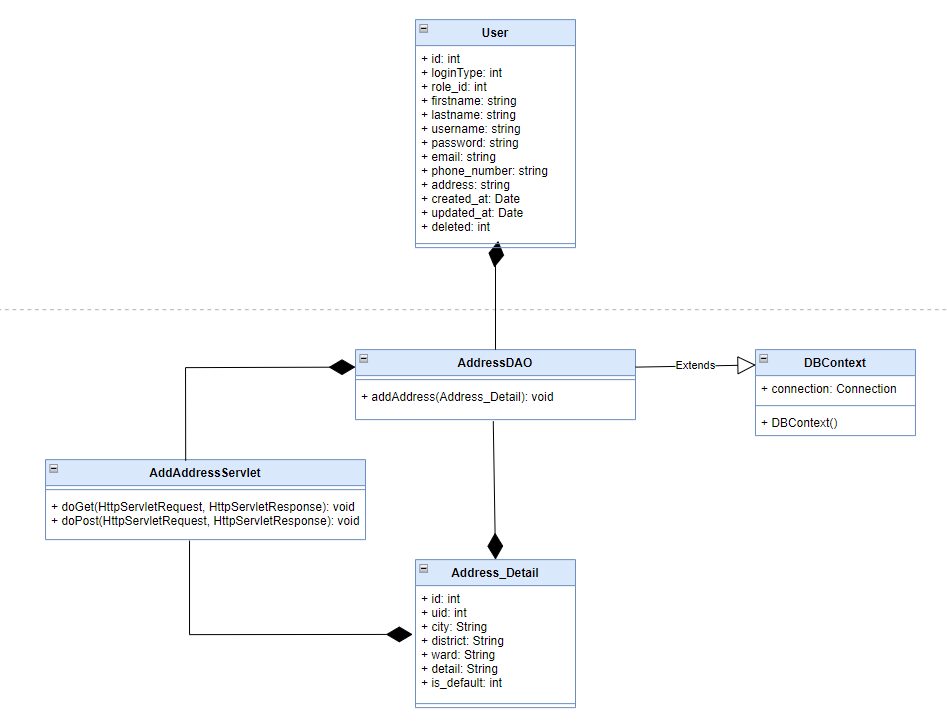 User
+ id: int
+ loginType: int
+ role_id: int
+ firstname: string
+ lastname: string
+ username: string
+ password: string
+ email: string
+ phone_number: string
+ address: string
+ created_at: Date
+ updated_at: Date
+ deleted: int
AddressDAO
+ addAddress(Address_Detail): void
Extends
DBContext
+ connection: Connection
+ DBContext()
AddAddressServlet
+ doGet(HttpServletRequest, HttpServletResponse): void
+ doPost(HttpServletRequest, HttpServletResponse): void
Address_Detail
+ id: int
+ uid: int
+ city: String
+ district: String
+ ward: String
+ detail: String
+ is_default: int